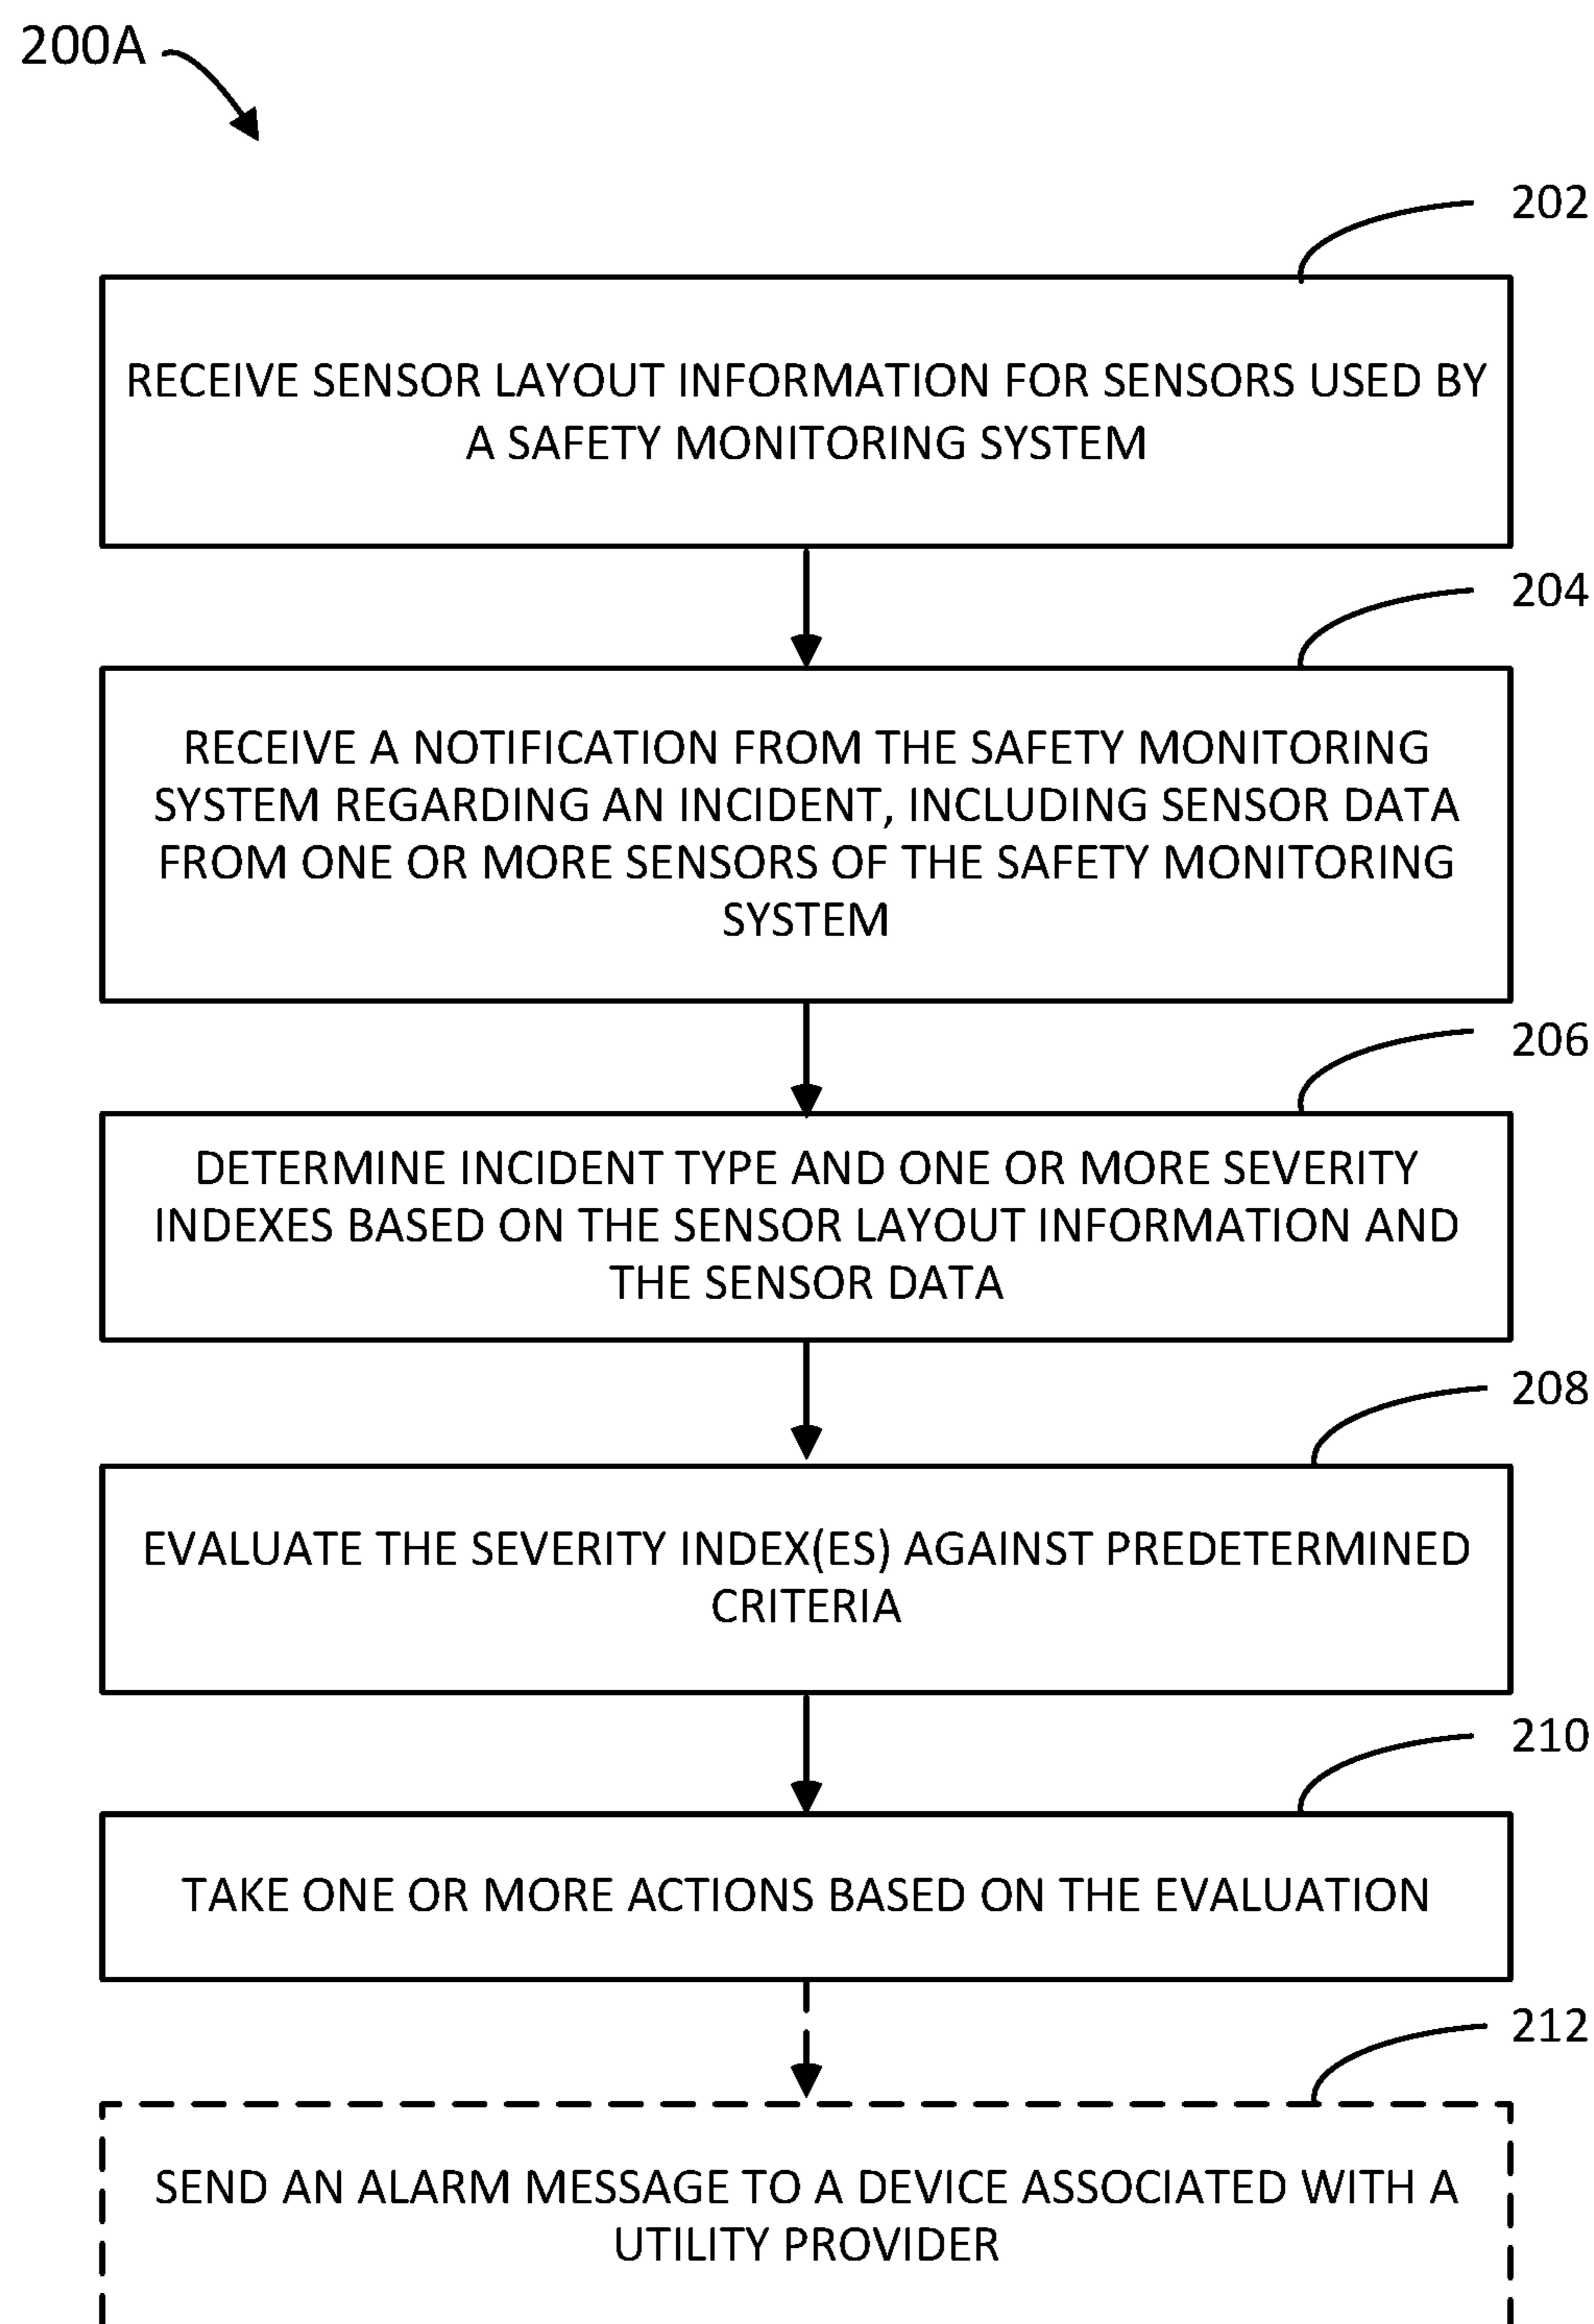 200A
202
RECEIVE SENSOR LAYOUT INFORMATION FOR SENSORS USED BY
A SAFETY MONITORING SYSTEM
204
RECEIVE A NOTIFICATION FROM THE SAFETY MONITORING
SYSTEM REGARDING AN INCIDENT, INCLUDING SENSOR DATA
FROM ONE OR MORE SENSORS OF THE SAFETY MONITORING
SYSTEM
206
DETERMINE INCIDENT TYPE AND ONE OR MORE SEVERITY
INDEXES BASED ON THE SENSOR LAYOUT INFORMATION AND
THE SENSOR DATA
208
EVALUATE THE SEVERITY INDEX(ES) AGAINST PREDETERMINED
CRITERIA
210
TAKE ONE OR MORE ACTIONS BASED ON THE EVALUATION
212
SEND AN ALARM MESSAGE TO A DEVICE ASSOCIATED WITH A
UTILITY PROVIDER